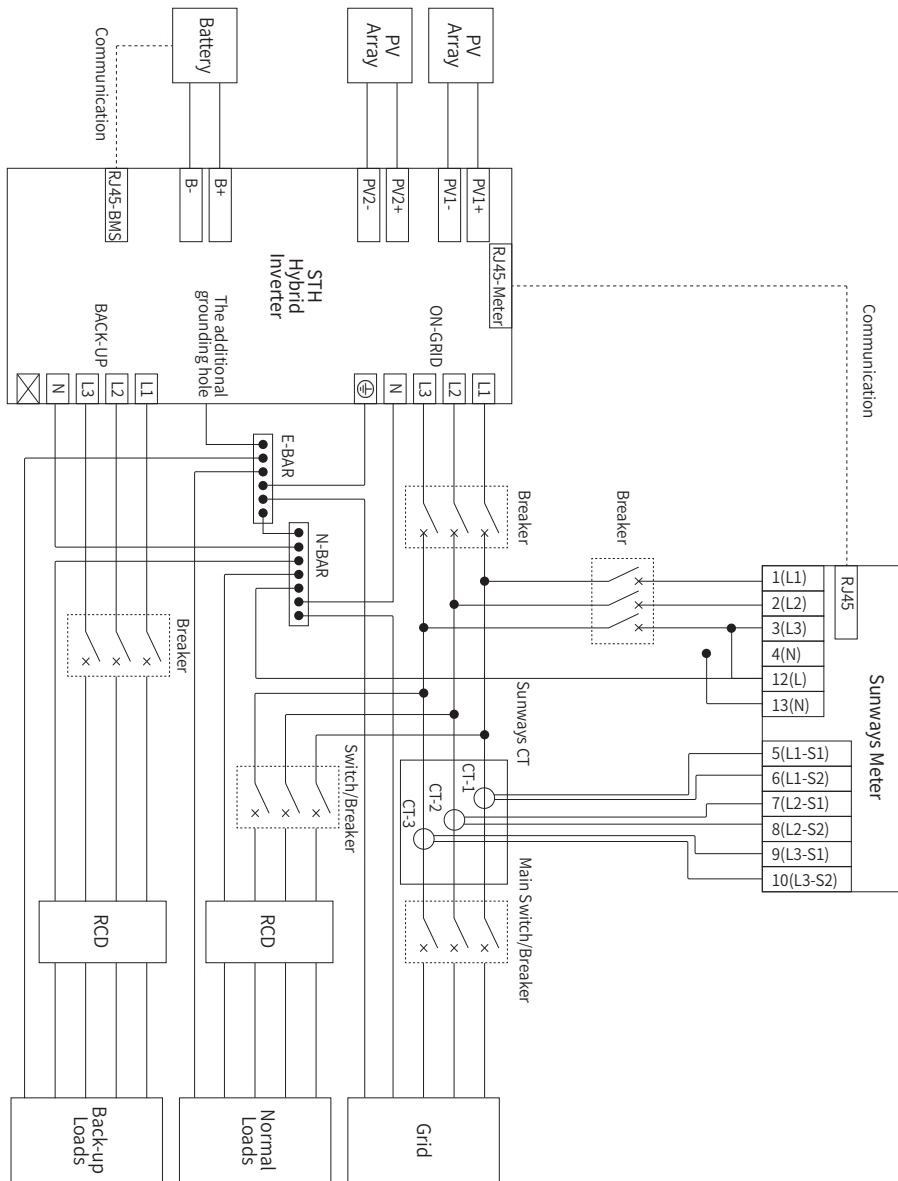 Battery
PV
Array
PV
Array
Communication
RJ45-BMS
B-
B+
PV2-
PV2+
PV1-
PV1+
RJ45-Meter
STH
Hybrid
Inverter
Communication
BACK-UP
The additional
grounding hole
ON-GRID
N
L3
L2
L1
N
L3
L2
L1
E-BAR
N-BAR
Breaker
Breaker
Breaker
RJ45
1(L1)
2(L2)
3(L3)
4(N)
12(L)
13(N)
Sunways Meter
5(L1-S1)
6(L1-S2)
7(L2-S1)
8(L2-S2)
9(L3-S1)
10(L3-S2)
Sunways CT
CT-1
CT-2
CT-3
Switch/Breaker
Main Switch/Breaker
RCD
RCD
Back-up
Loads
Normal
Loads
Grid